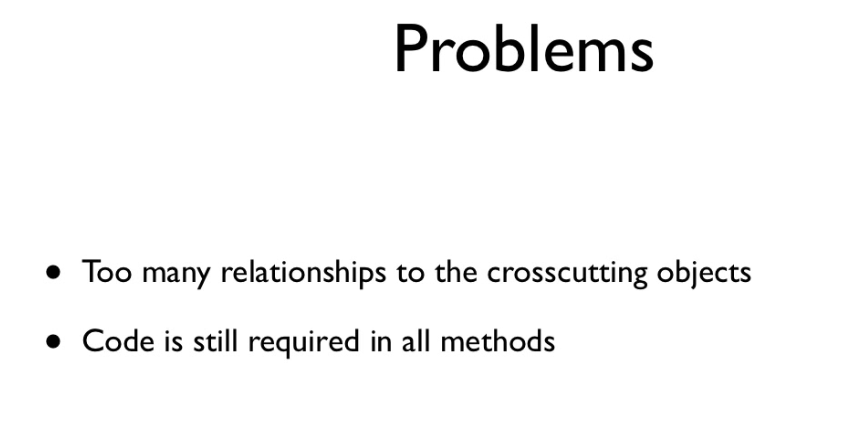 Problems
• Too many relationships to the crosscutting objects
• Code is still required in all methods